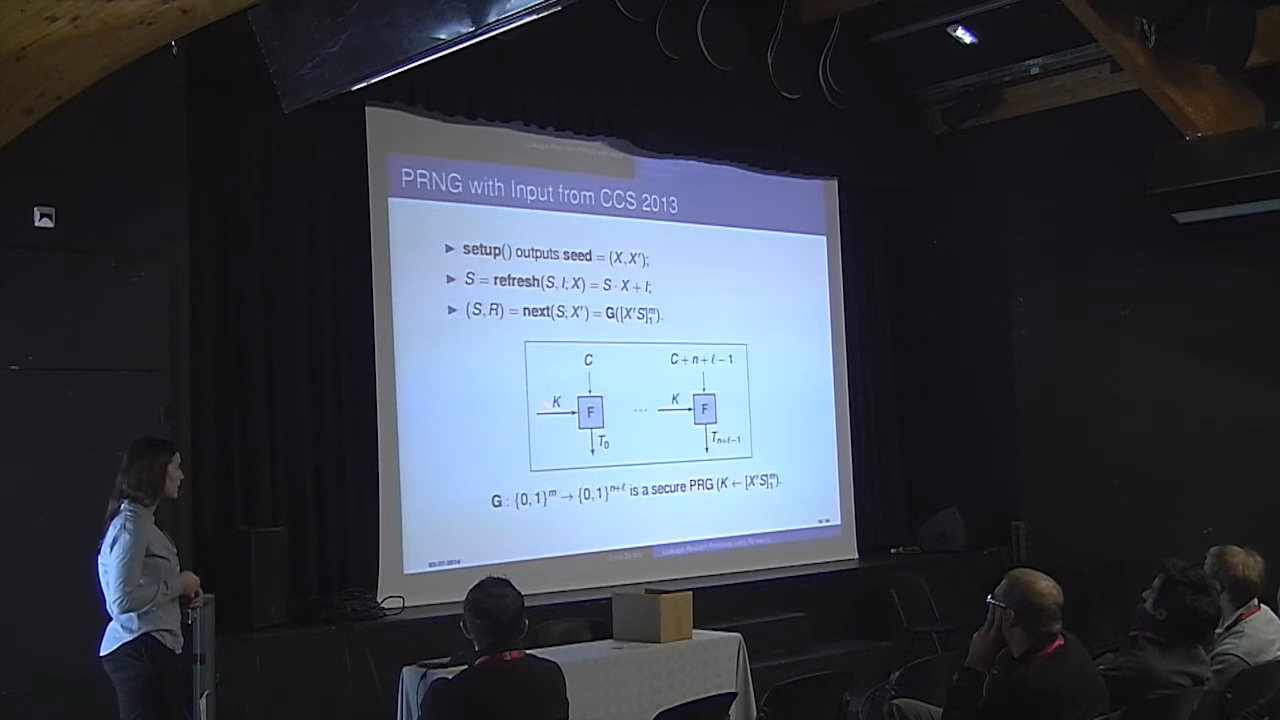 PRNG with Input from CCS 2013
▶ setup() outputs seed = (X, X′);
▶ S = refresh(S, I; X) = S · X + I;
▶ (S, R) = next(S; X′) = G([X′S]₁ᵐ).
C C + n + ℓ − 1
K F ... K F
T₀ Tₙ₊ℓ₋₁
G : {0, 1}ᵐ → {0, 1}ⁿ⁺ℓ is a secure PRG (K ← [X′S]₁ᵐ).